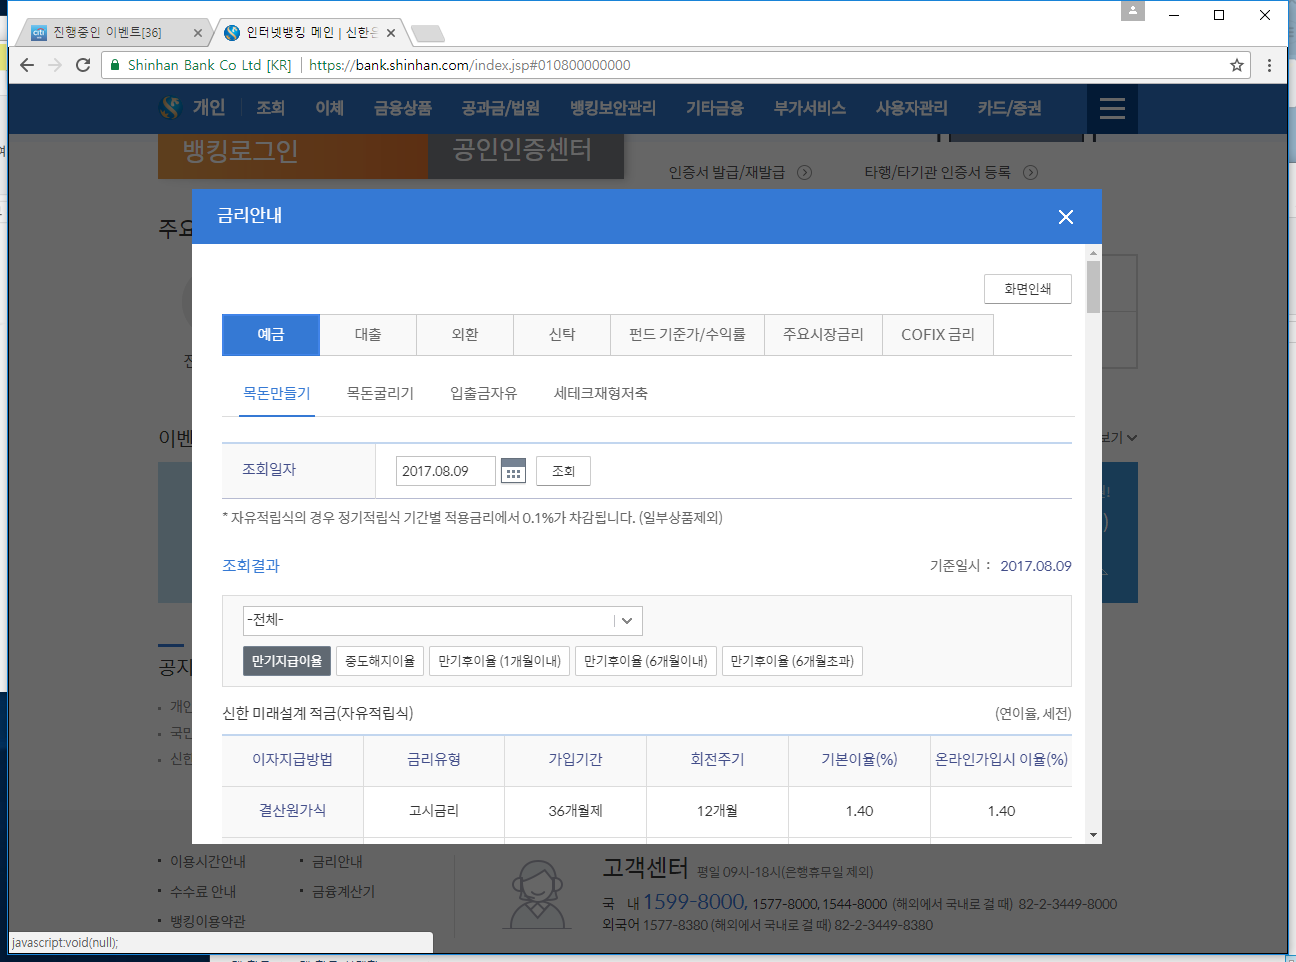 진행중인 이벤트[36]
인터넷뱅킹 메인 | 신한은
Shinhan Bank Co Ltd [KR] | https://bank.shinhan.com/index.jsp#010800000000
개인 조회 이체 금융상품 공과금/법원 뱅킹보안관리 기타금융 부가서비스 사용자관리 카드/증권
뱅킹로그인 공인인증센터
인증서 발급/재발급 타행/타기관 인증서 등록
주요
금리안내
화면인쇄
예금 대출 외환 신탁 펀드 기준가/수익률 주요시장금리 COFIX 금리
목돈만들기 목돈굴리기 입출금자유 세테크재형저축
이벤
보기
조회일자 2017.08.09 조회
* 자유적립식의 경우 정기적립식 기간별 적용금리에서 0.1%가 차감됩니다. (일부상품제외)
조회결과 기준일시 : 2017.08.09
-전체-
만기지급이율 중도해지이율 만기후이율 (1개월이내) 만기후이율 (6개월이내) 만기후이율 (6개월초과)
공지
개인
국민
신한
신한 미래설계 적금(자유적립식) (연이율, 세전)
이자지급방법 금리유형 가입기간 회전주기 기본이율(%) 온라인가입시 이율(%)
결산원가식 고시금리 36개월제 12개월 1.40 1.40
이용시간안내 금리안내
수수료 안내 금융계산기
뱅킹이용약관
고객센터 평일 09시-18시(은행휴무일 제외)
국 내 1599-8000, 1577-8000, 1544-8000 (해외에서 국내로 걸 때) 82-2-3449-8000
외국어 1577-8380 (해외에서 국내로 걸 때) 82-2-3449-8380
javascript:void(null);